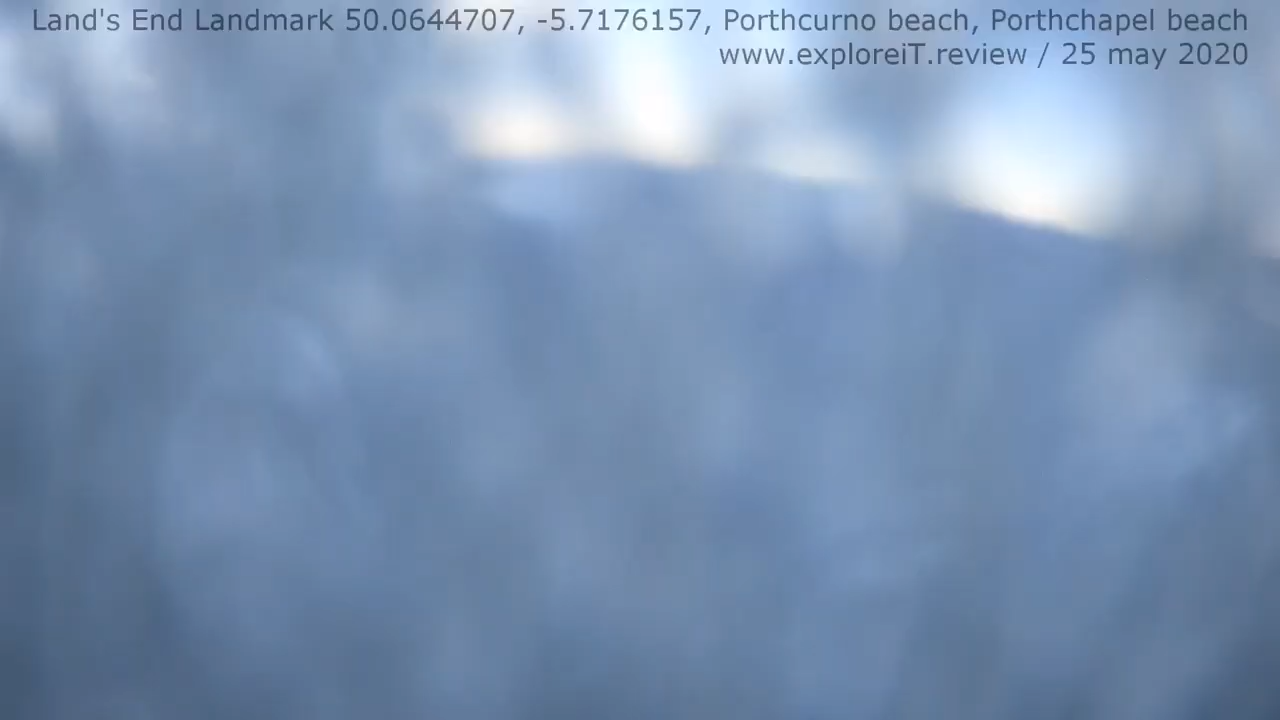 Land's End Landmark 50.0644707, -5.7176157, Porthcurno beach, Porthchapel beach
www.exploreiT.review / 25 may 2020